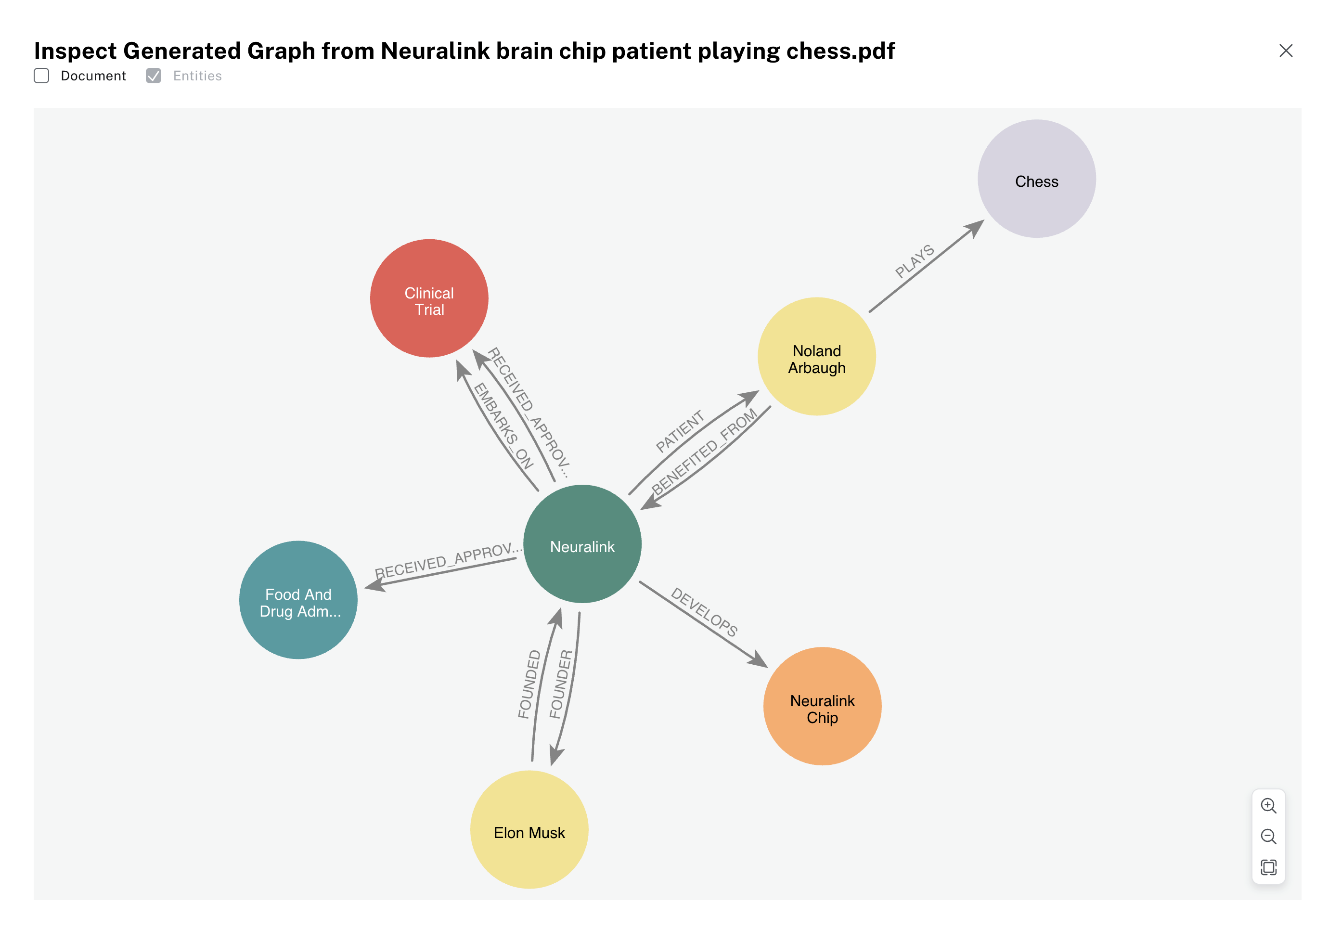 Inspect Generated Graph from Neuralink brain chip patient playing chess.pdf
Document
Entities
Chess
PLAYS
Clinical
Trial
Noland
Arbaugh
RECEIVED_APPROV...
EMBARKS_ON
PATIENT
BENEFITED_FROM
Neuralink
RECEIVED_APPROV...
Food And
Drug Adm...
DEVELOPS
FOUNDED
FOUNDER
Neuralink
Chip
Elon Musk